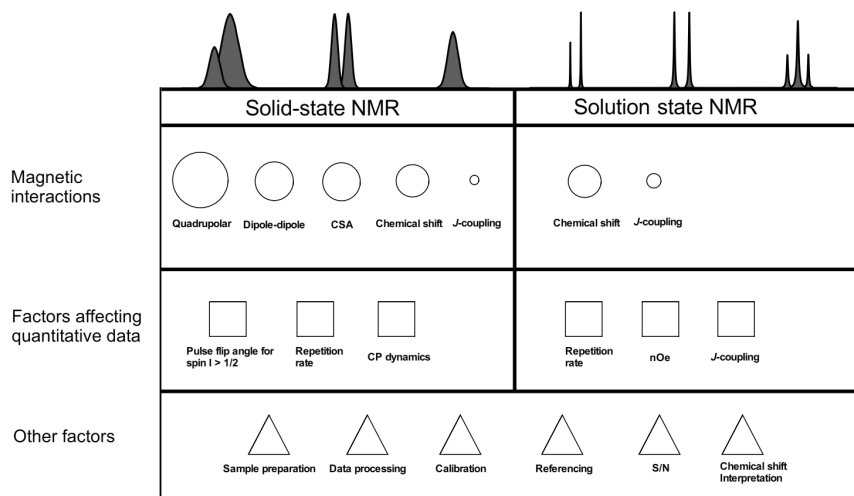 Solid-state NMR
Solution state NMR
Magnetic
interactions
Quadrupolar
Dipole-dipole
CSA
Chemical shift
J-coupling
Chemical shift
J-coupling
Factors affecting
quantitative data
Pulse flip angle for
spin I > 1/2
Repetition
rate
CP dynamics
Repetition
rate
nOe
J-coupling
Other factors
Sample preparation
Data processing
Calibration
Referencing
S/N
Chemical shift
Interpretation